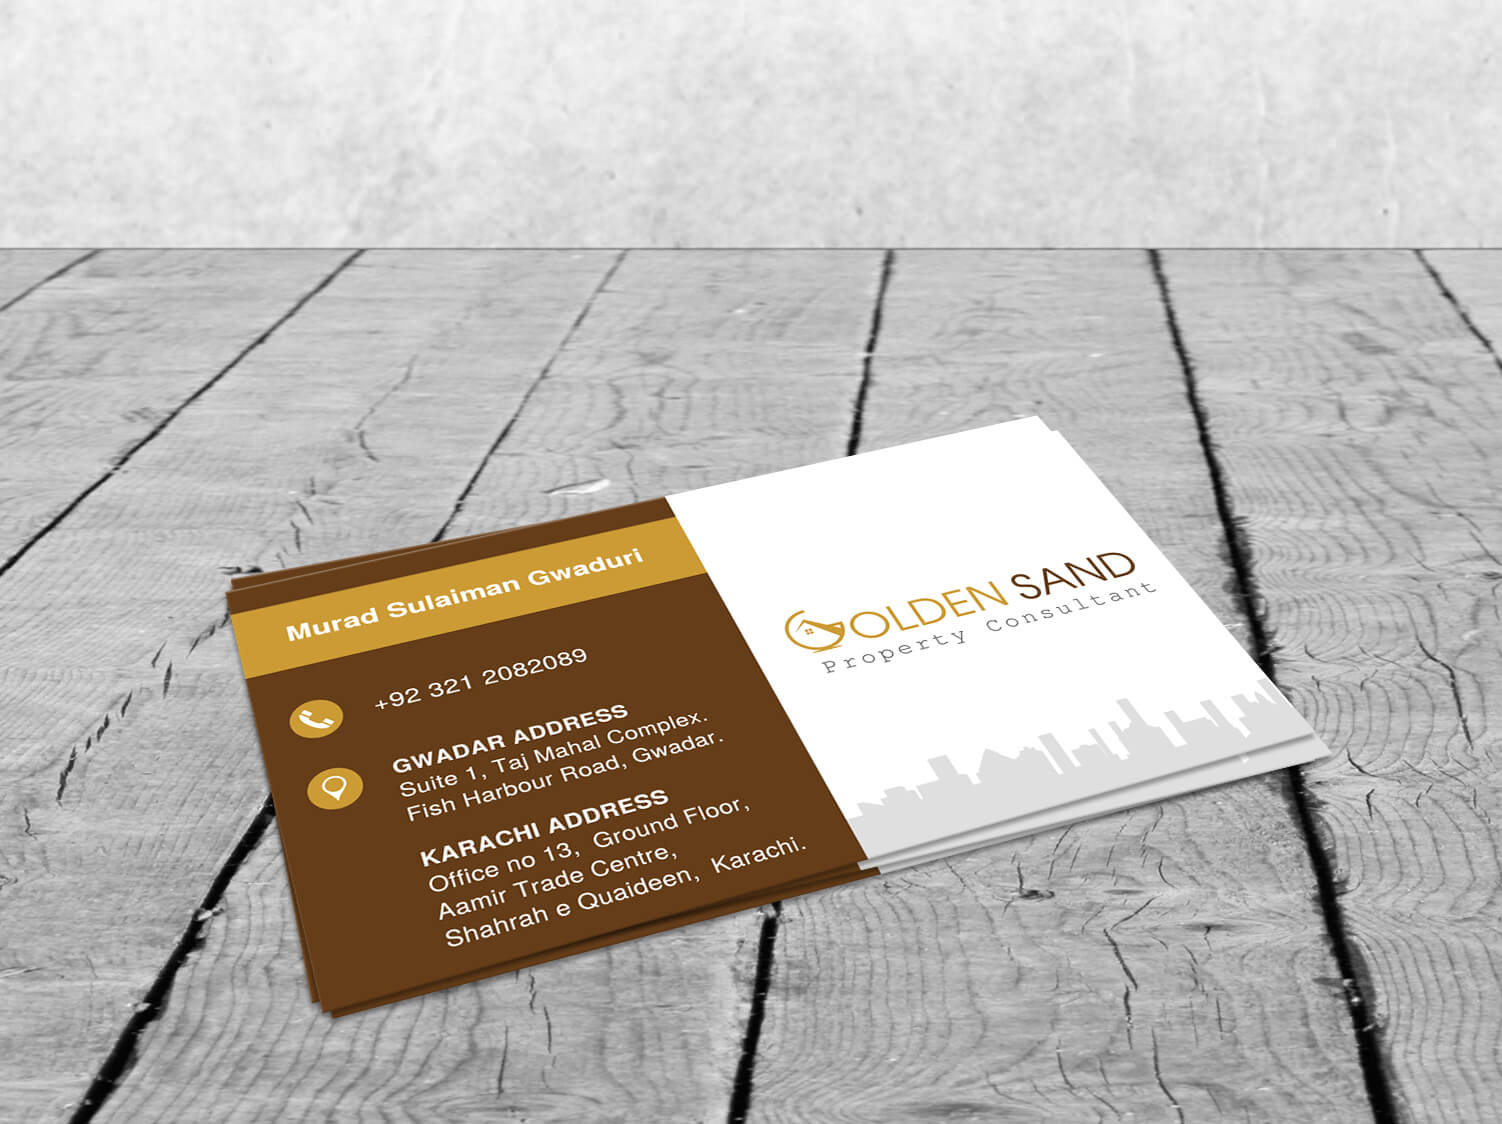 Murad Sulaiman Gwaduri
+92 321 2082089
GWADAR ADDRESS
Suite 1, Taj Mahal Complex.
Fish Harbour Road, Gwadar.
KARACHI ADDRESS
Office no 13, Ground Floor,
Aamir Trade Centre,
Shahrah e Quaideen, Karachi.
GOLDEN SAND
Property Consultant